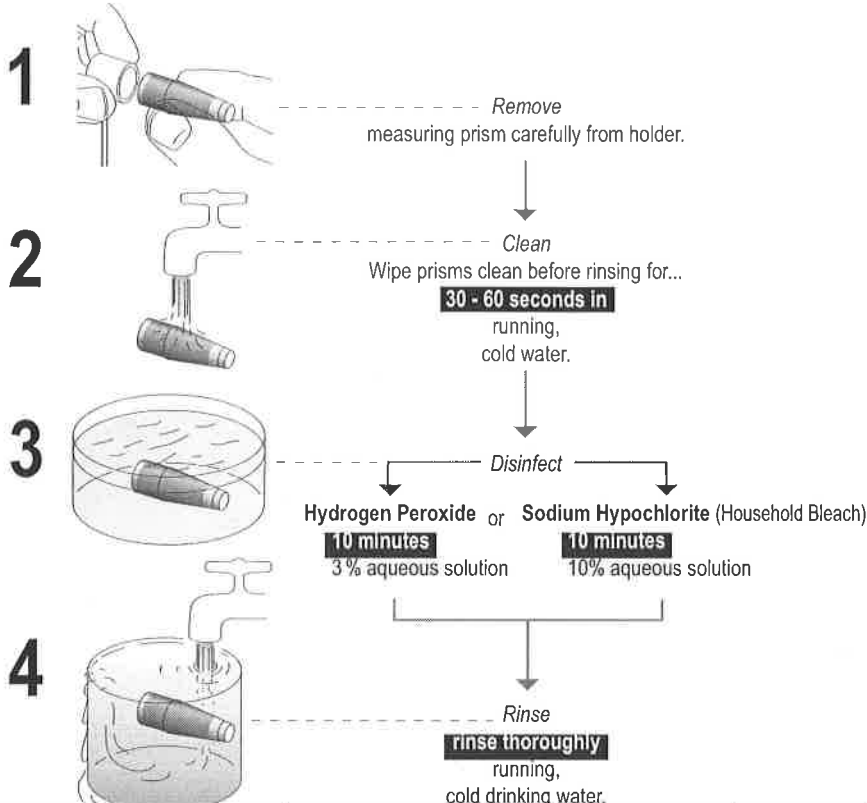 1
Remove
measuring prism carefully from holder.
2
Clean
Wipe prisms clean before rinsing for...
30 - 60 seconds in
running,
cold water.
3
Disinfect
Hydrogen Peroxide or Sodium Hypochlorite (Household Bleach)
10 minutes 10 minutes
3 % aqueous solution 10% aqueous solution
4
Rinse
rinse thoroughly
running,
cold drinking water.